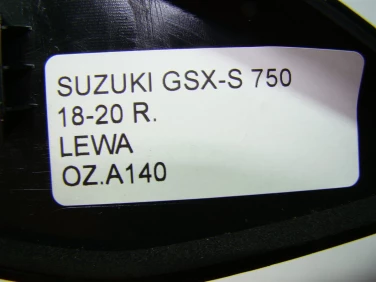 SUZUKI GSX-S 750
18-20 R.
LEWA
OZ.A140